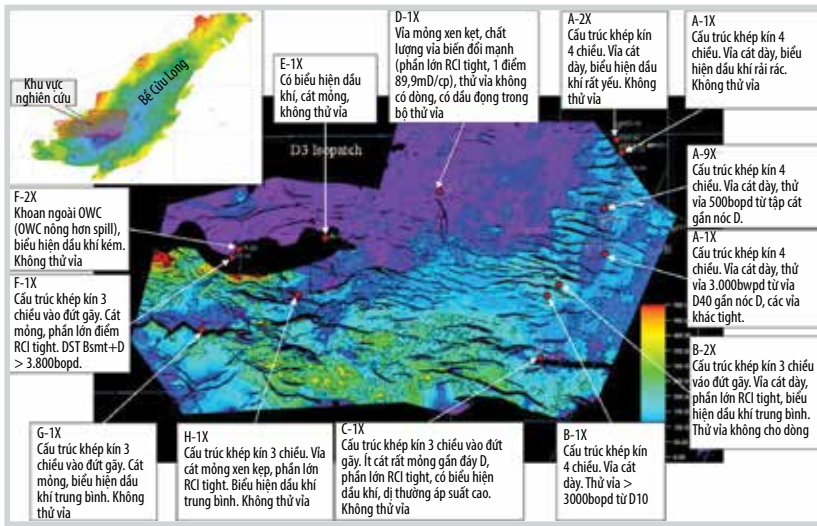 Khu vực
nghiên cứu
Bể Cửu Long
D3 Isopatch
E-1X
Có biểu hiện dầu
khí, cát mỏng,
không thử vỉa
D-1X
Vỉa mỏng xen kẹt, chất
lượng vỉa biến đổi mạnh
(phần lớn RCI tight, 1 điểm
89,9mD/cp), thử vỉa không
có dòng, có dầu đọng trong
bộ thử vỉa
A-2X
Cấu trúc khép kín
4 chiều. Vỉa cát
dày, biểu hiện dầu
khí rất yếu. Không
thử vỉa
A-1X
Cấu trúc khép kín 4
chiều. Vỉa cát dày, biểu
hiện dầu khí rải rác.
Không thử vỉa
A-9X
Cấu trúc khép kín 4
chiều. Vỉa cát dày, thử
vỉa 500bopd từ tập cát
gần nóc D.
A-1X
Cấu trúc khép kín 4
chiều. Vỉa cát dày, thử
vỉa 3.000bwpd từ vỉa
D40 gần nóc D, các vỉa
khác tight.
B-2X
Cấu trúc khép kín 3 chiều
váo đứt gãy. Vỉa cát dày,
phần lớn RCI tight, biểu
hiện dầu khí trung bình.
Thử vỉa không cho dòng
F-2X
Khoan ngoài OWC
(OWC nông hơn spill),
biểu hiện dầu khí kém.
Không thử vỉa
F-1X
Cấu trúc khép kín 3
chiều vào đứt gãy. Cát
mỏng, phần lớn điểm
RCI tight. DST Bsmt+D
> 3.800bopd.
G-1X
Cấu trúc khép kín 3
chiều vào đứt gãy. Cát
mỏng, biểu hiện dầu
khí trung bình. Không
thử vỉa
H-1X
Cấu trúc khép kín 3 chiều. Vỉa
cát mỏng xen kẹp, phần lớn
RCI tight. Biểu hiện dầu khí
trung bình. Không thử vỉa
C-1X
Cấu trúc khép kín 3 chiều vào đứt
gãy. Ít cát rất mỏng gần đáy D,
phần lớn RCI tight, có biểu hiện
dầu khí, dị thường áp suất cao.
Không thử vỉa
B-1X
Cấu trúc khép kín
4 chiều. Vỉa cát
dày. Thử vỉa >
3000bopd từ D10